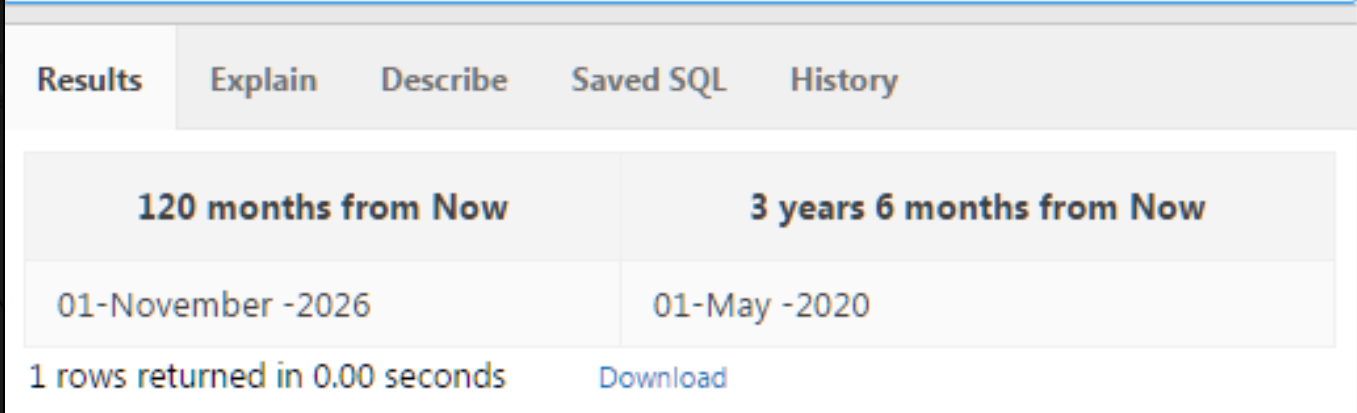 Results Explain Describe Saved SQL History
120 months from Now 3 years 6 months from Now
01-November -2026 01-May -2020
1 rows returned in 0.00 seconds Download